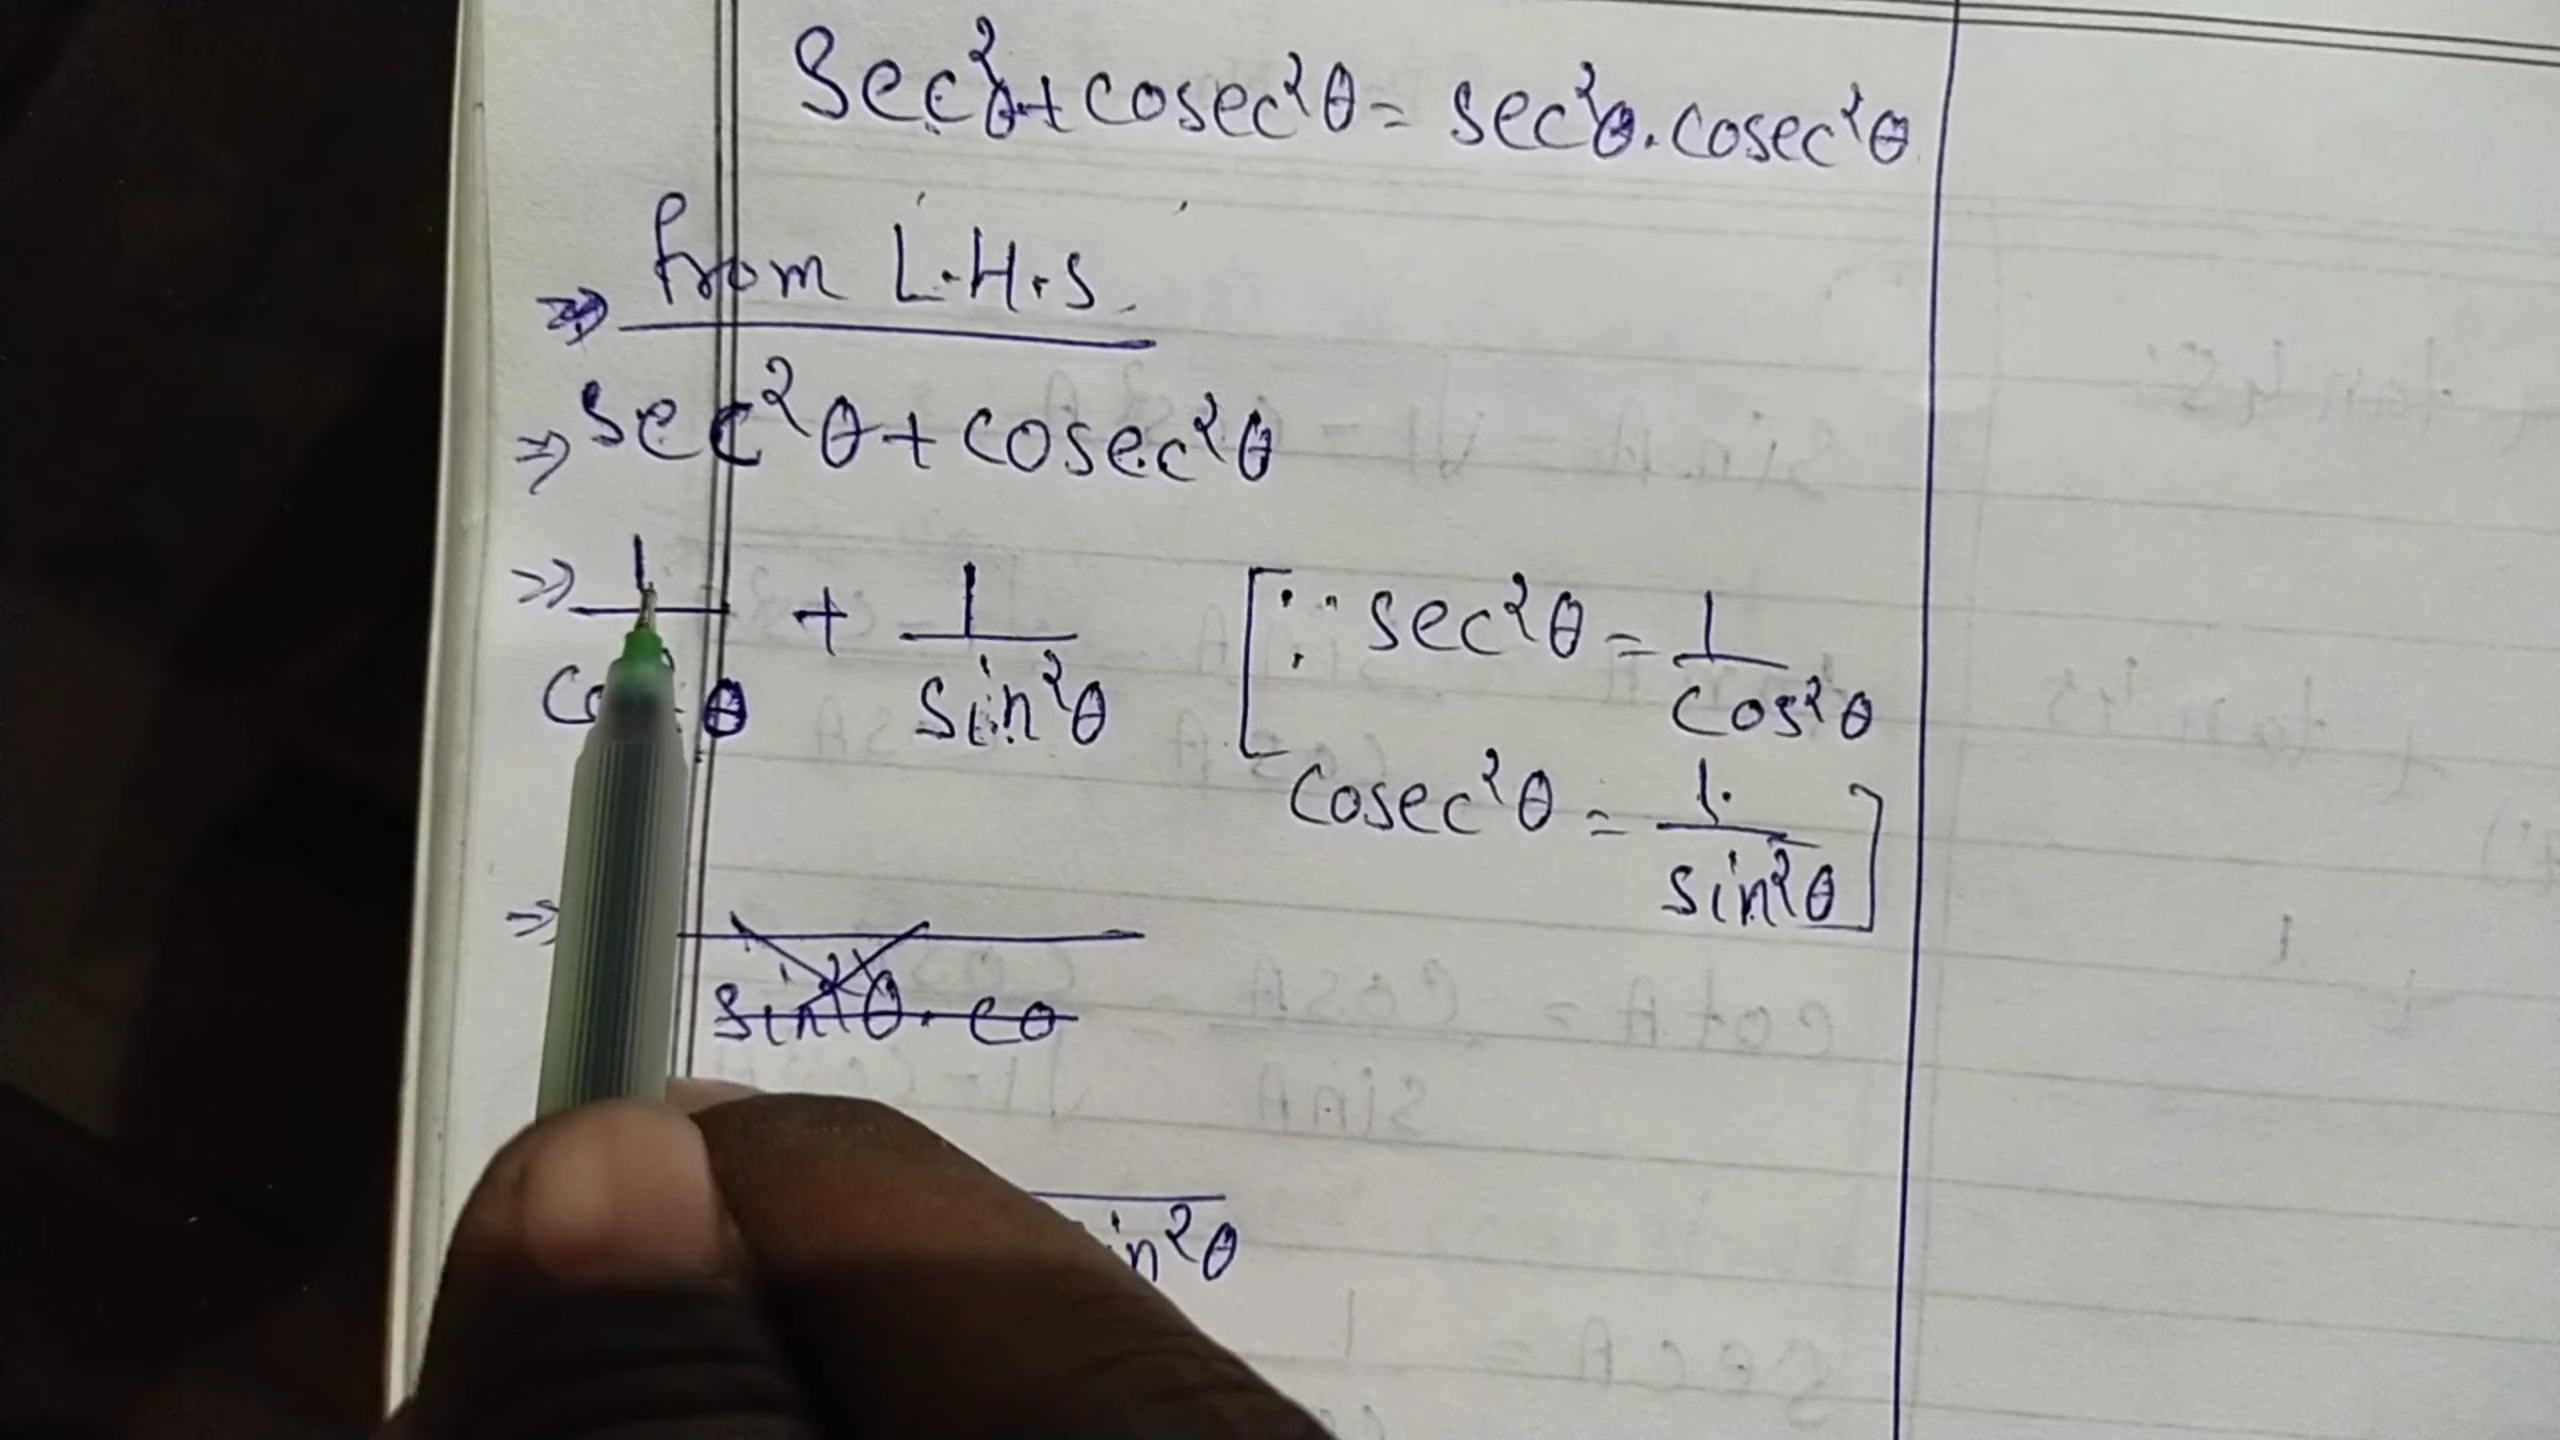 Sec²θ + cosec²θ = sec²θ . cosec²θ
from L.H.S.
⇒ sec²θ + cosec²θ
⇒ 1/co θ + 1/sin²θ [∵ sec²θ = 1/cos²θ
cosec²θ = 1/sin²θ]
⇒ sin²θ . co
in²θ